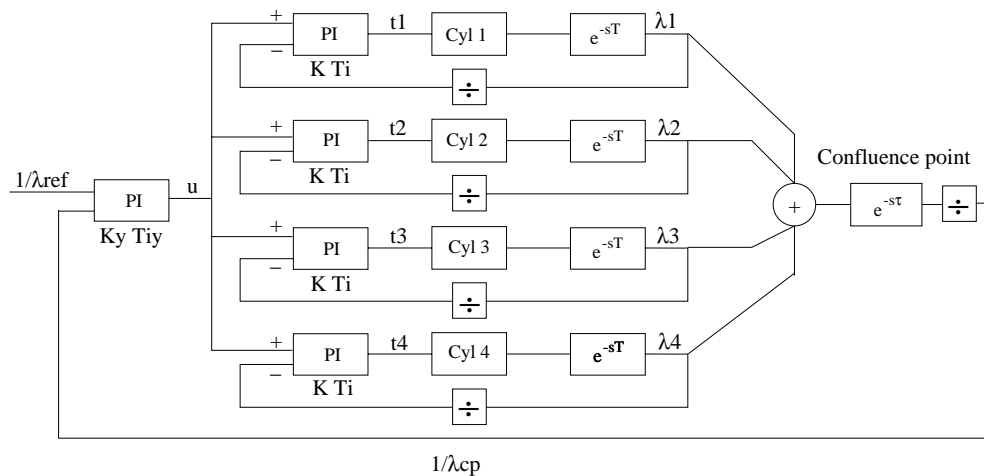 + PI t1 Cyl 1 e-sT λ1
− K Ti ÷
+ PI t2 Cyl 2 e-sT λ2
− K Ti ÷
Confluence point
1/λref PI u + e-sτ ÷
Ky Tiy
+ PI t3 Cyl 3 e-sT λ3
− K Ti ÷
+ PI t4 Cyl 4 e-sT λ4
− K Ti ÷
1/λcp